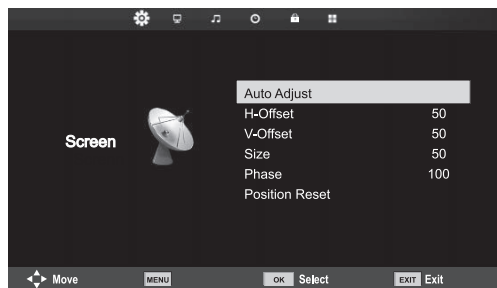 Screen
Auto Adjust
H-Offset 50
V-Offset 50
Size 50
Phase 100
Position Reset
Move MENU OK Select EXIT Exit